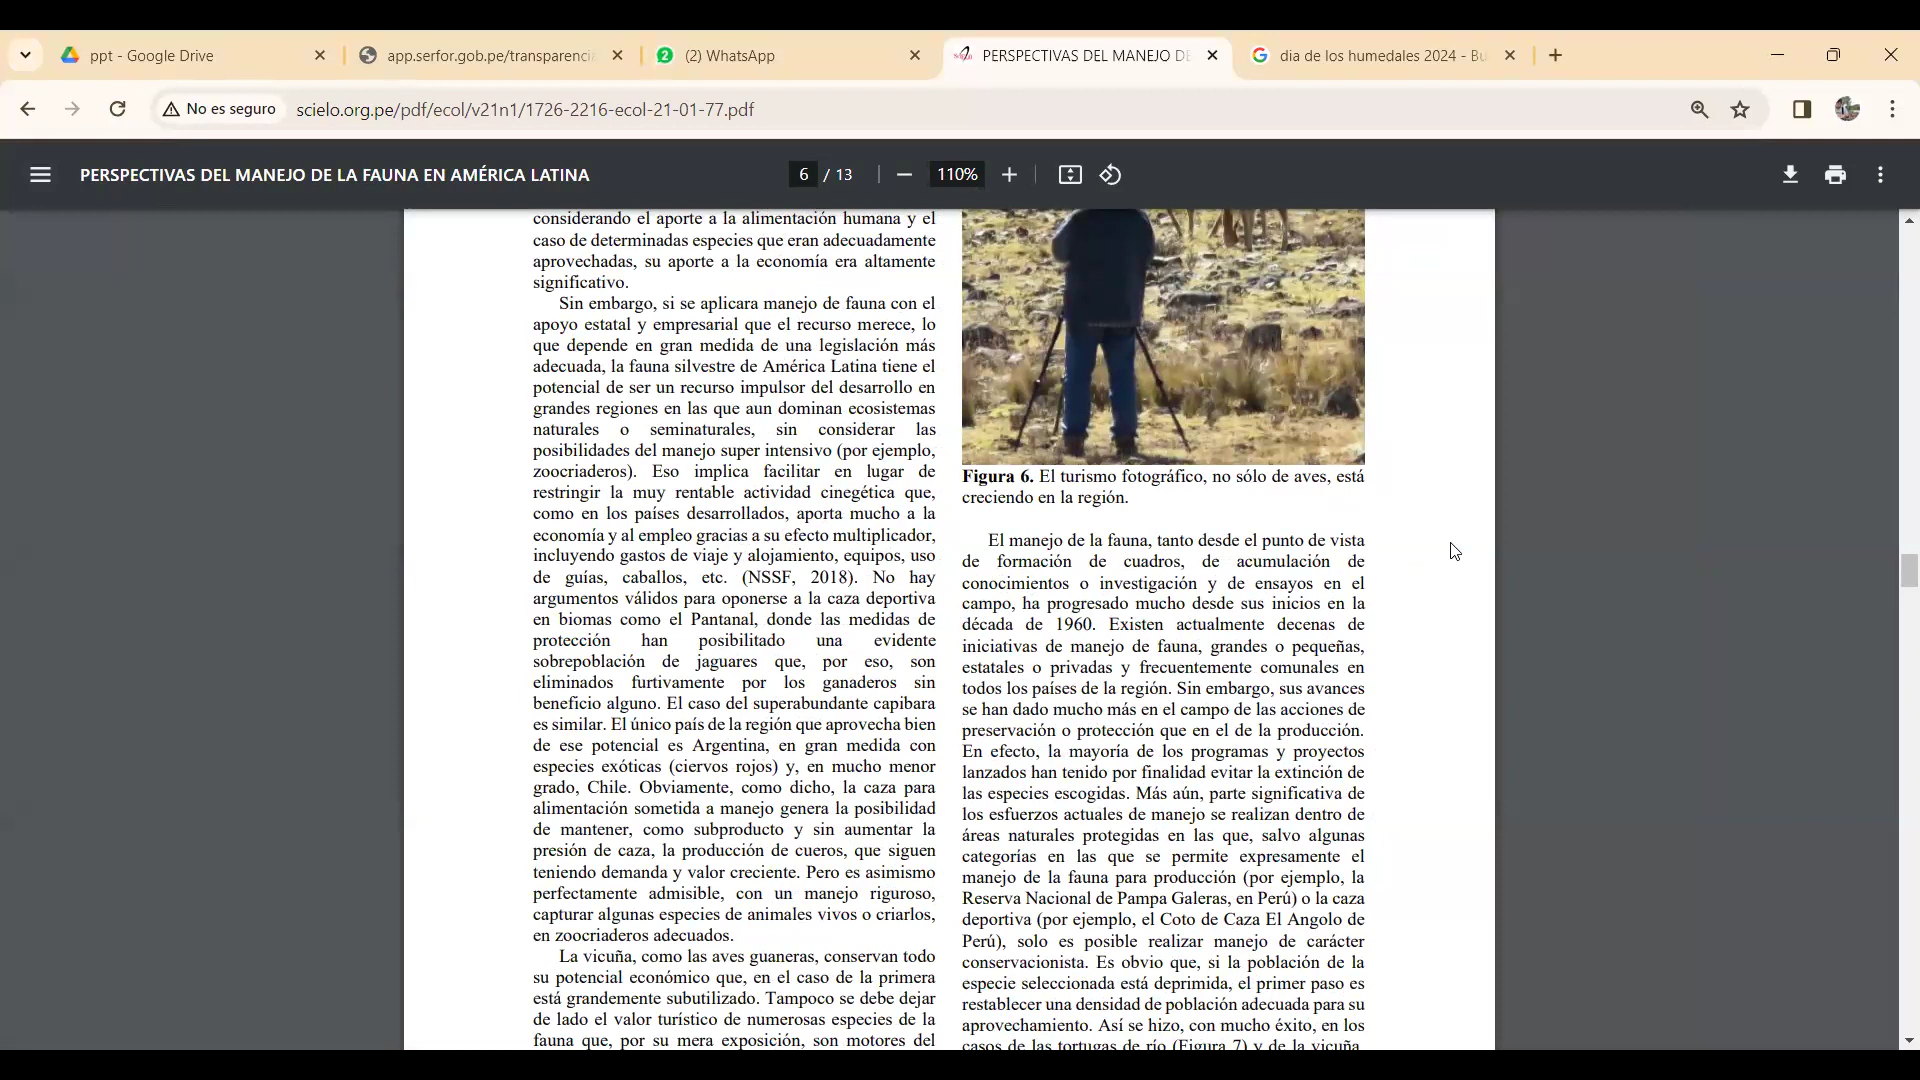 ppt - Google Drive
app.serfor.gob.pe/transparenci
(2) WhatsApp
PERSPECTIVAS DEL MANEJO DE
dia de los humedales 2024 - Bu
No es seguro
scielo.org.pe/pdf/ecol/v21n1/1726-2216-ecol-21-01-77.pdf
PERSPECTIVAS DEL MANEJO DE LA FAUNA EN AMÉRICA LATINA
6 / 13
110%
considerando el aporte a la alimentación humana y el
caso de determinadas especies que eran adecuadamente
aprovechadas, su aporte a la economía era altamente
significativo.
Sin embargo, si se aplicara manejo de fauna con el
apoyo estatal y empresarial que el recurso merece, lo
que depende en gran medida de una legislación más
adecuada, la fauna silvestre de América Latina tiene el
potencial de ser un recurso impulsor del desarrollo en
grandes regiones en las que aun dominan ecosistemas
naturales o seminaturales, sin considerar las
posibilidades del manejo super intensivo (por ejemplo,
zoocriaderos). Eso implica facilitar en lugar de
restringir la muy rentable actividad cinegética que,
como en los países desarrollados, aporta mucho a la
economía y al empleo gracias a su efecto multiplicador,
incluyendo gastos de viaje y alojamiento, equipos, uso
de guías, caballos, etc. (NSSF, 2018). No hay
argumentos válidos para oponerse a la caza deportiva
en biomas como el Pantanal, donde las medidas de
protección han posibilitado una evidente
sobrepoblación de jaguares que, por eso, son
eliminados furtivamente por los ganaderos sin
beneficio alguno. El caso del superabundante capibara
es similar. El único país de la región que aprovecha bien
de ese potencial es Argentina, en gran medida con
especies exóticas (ciervos rojos) y, en mucho menor
grado, Chile. Obviamente, como dicho, la caza para
alimentación sometida a manejo genera la posibilidad
de mantener, como subproducto y sin aumentar la
presión de caza, la producción de cueros, que siguen
teniendo demanda y valor creciente. Pero es asimismo
perfectamente admisible, con un manejo riguroso,
capturar algunas especies de animales vivos o criarlos,
en zoocriaderos adecuados.
La vicuña, como las aves guaneras, conservan todo
su potencial económico que, en el caso de la primera
está grandemente subutilizado. Tampoco se debe dejar
de lado el valor turístico de numerosas especies de la
fauna que, por su mera exposición, son motores del
Figura 6. El turismo fotográfico, no sólo de aves, está
creciendo en la región.
El manejo de la fauna, tanto desde el punto de vista
de formación de cuadros, de acumulación de
conocimientos o investigación y de ensayos en el
campo, ha progresado mucho desde sus inicios en la
década de 1960. Existen actualmente decenas de
iniciativas de manejo de fauna, grandes o pequeñas,
estatales o privadas y frecuentemente comunales en
todos los países de la región. Sin embargo, sus avances
se han dado mucho más en el campo de las acciones de
preservación o protección que en el de la producción.
En efecto, la mayoría de los programas y proyectos
lanzados han tenido por finalidad evitar la extinción de
las especies escogidas. Más aún, parte significativa de
los esfuerzos actuales de manejo se realizan dentro de
áreas naturales protegidas en las que, salvo algunas
categorías en las que se permite expresamente el
manejo de la fauna para producción (por ejemplo, la
Reserva Nacional de Pampa Galeras, en Perú) o la caza
deportiva (por ejemplo, el Coto de Caza El Angolo de
Perú), solo es posible realizar manejo de carácter
conservacionista. Es obvio que, si la población de la
especie seleccionada está deprimida, el primer paso es
restablecer una densidad de población adecuada para su
aprovechamiento. Así se hizo, con mucho éxito, en los
casos de las tortugas de río (Figura 7) y de la vicuña,